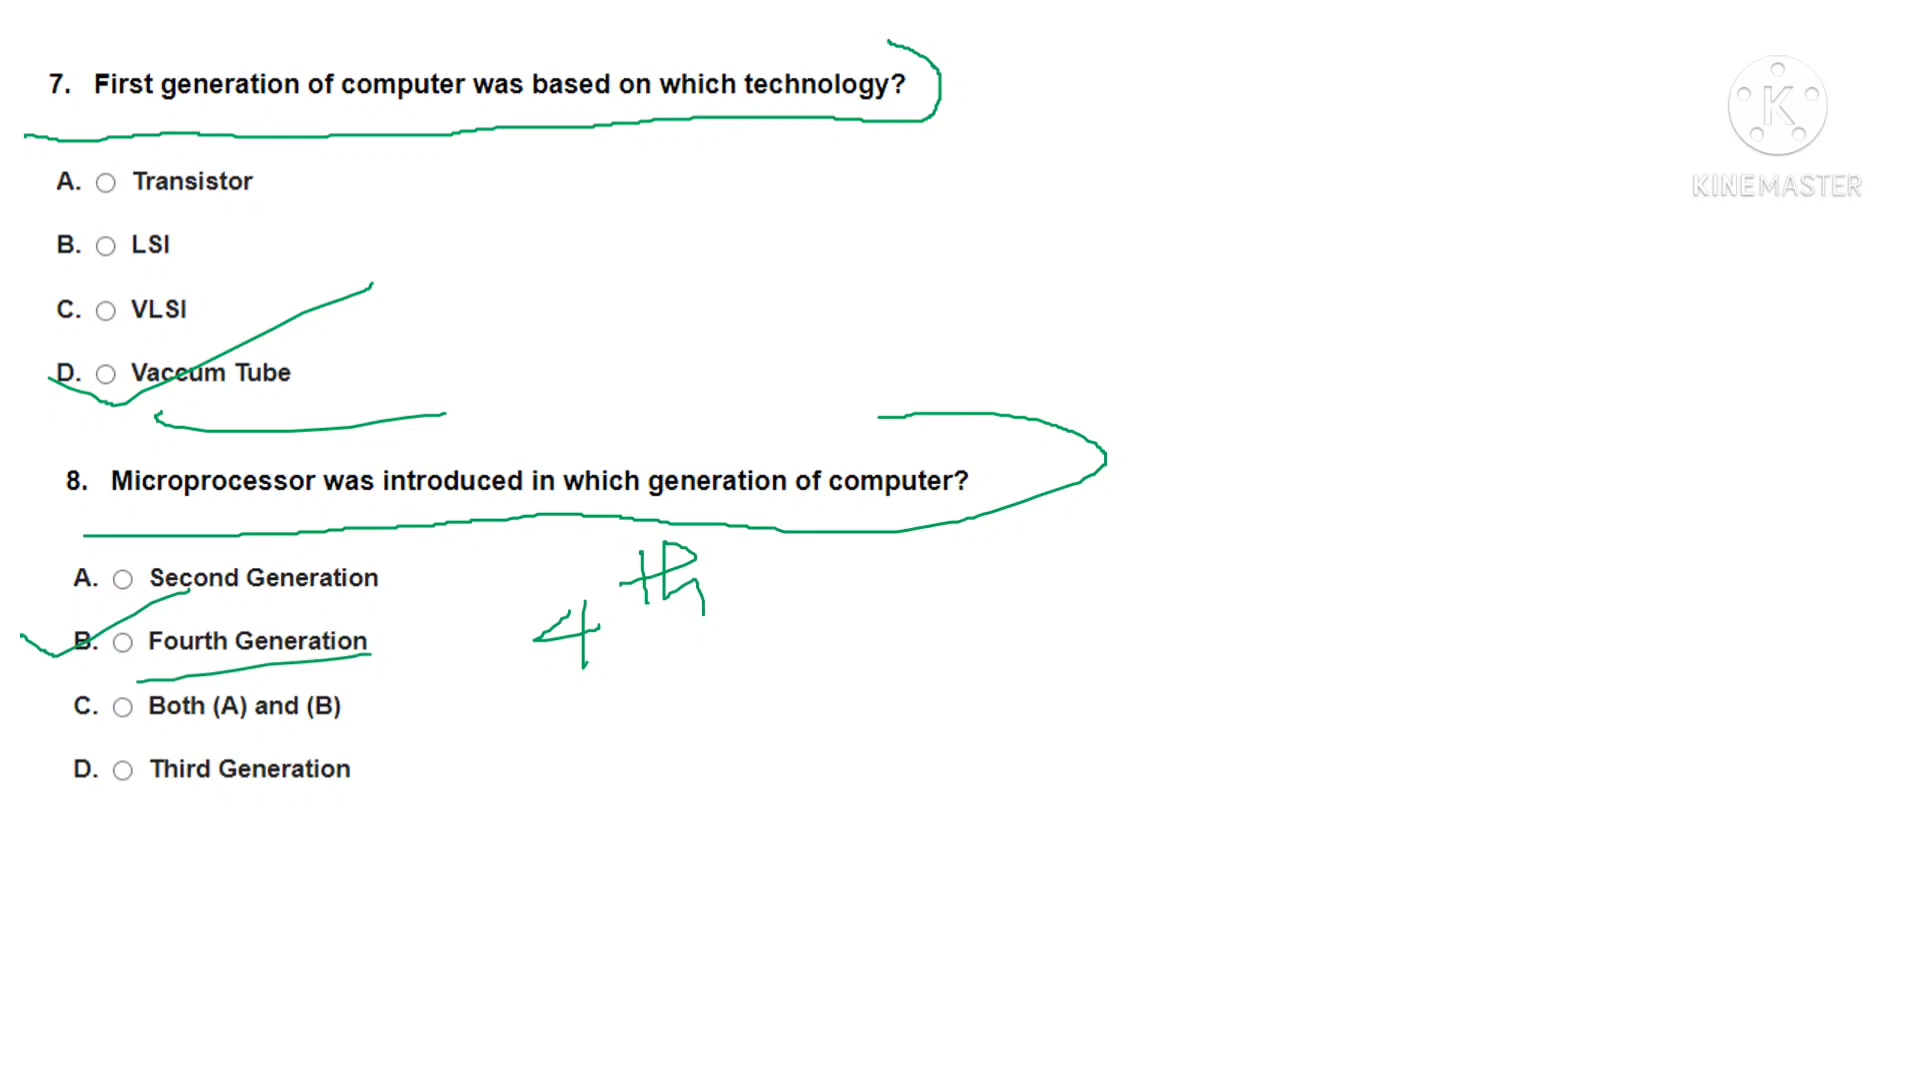 7. First generation of computer was based on which technology?
A. Transistor
B. LSI
C. VLSI
D. Vaccum Tube
8. Microprocessor was introduced in which generation of computer?
A. Second Generation
B. Fourth Generation
C. Both (A) and (B)
D. Third Generation
4th
K
KINEMASTER